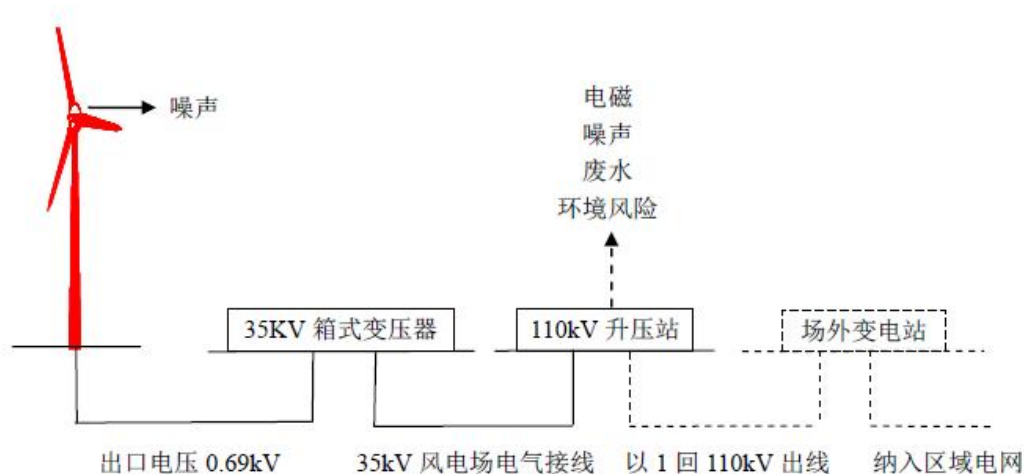 噪声
电磁
噪声
废水
环境风险
35KV 箱式变压器
110kV 升压站
场外变电站
出口电压 0.69kV
35kV 风电场电气接线
以 1 回 110kV 出线
纳入区域电网